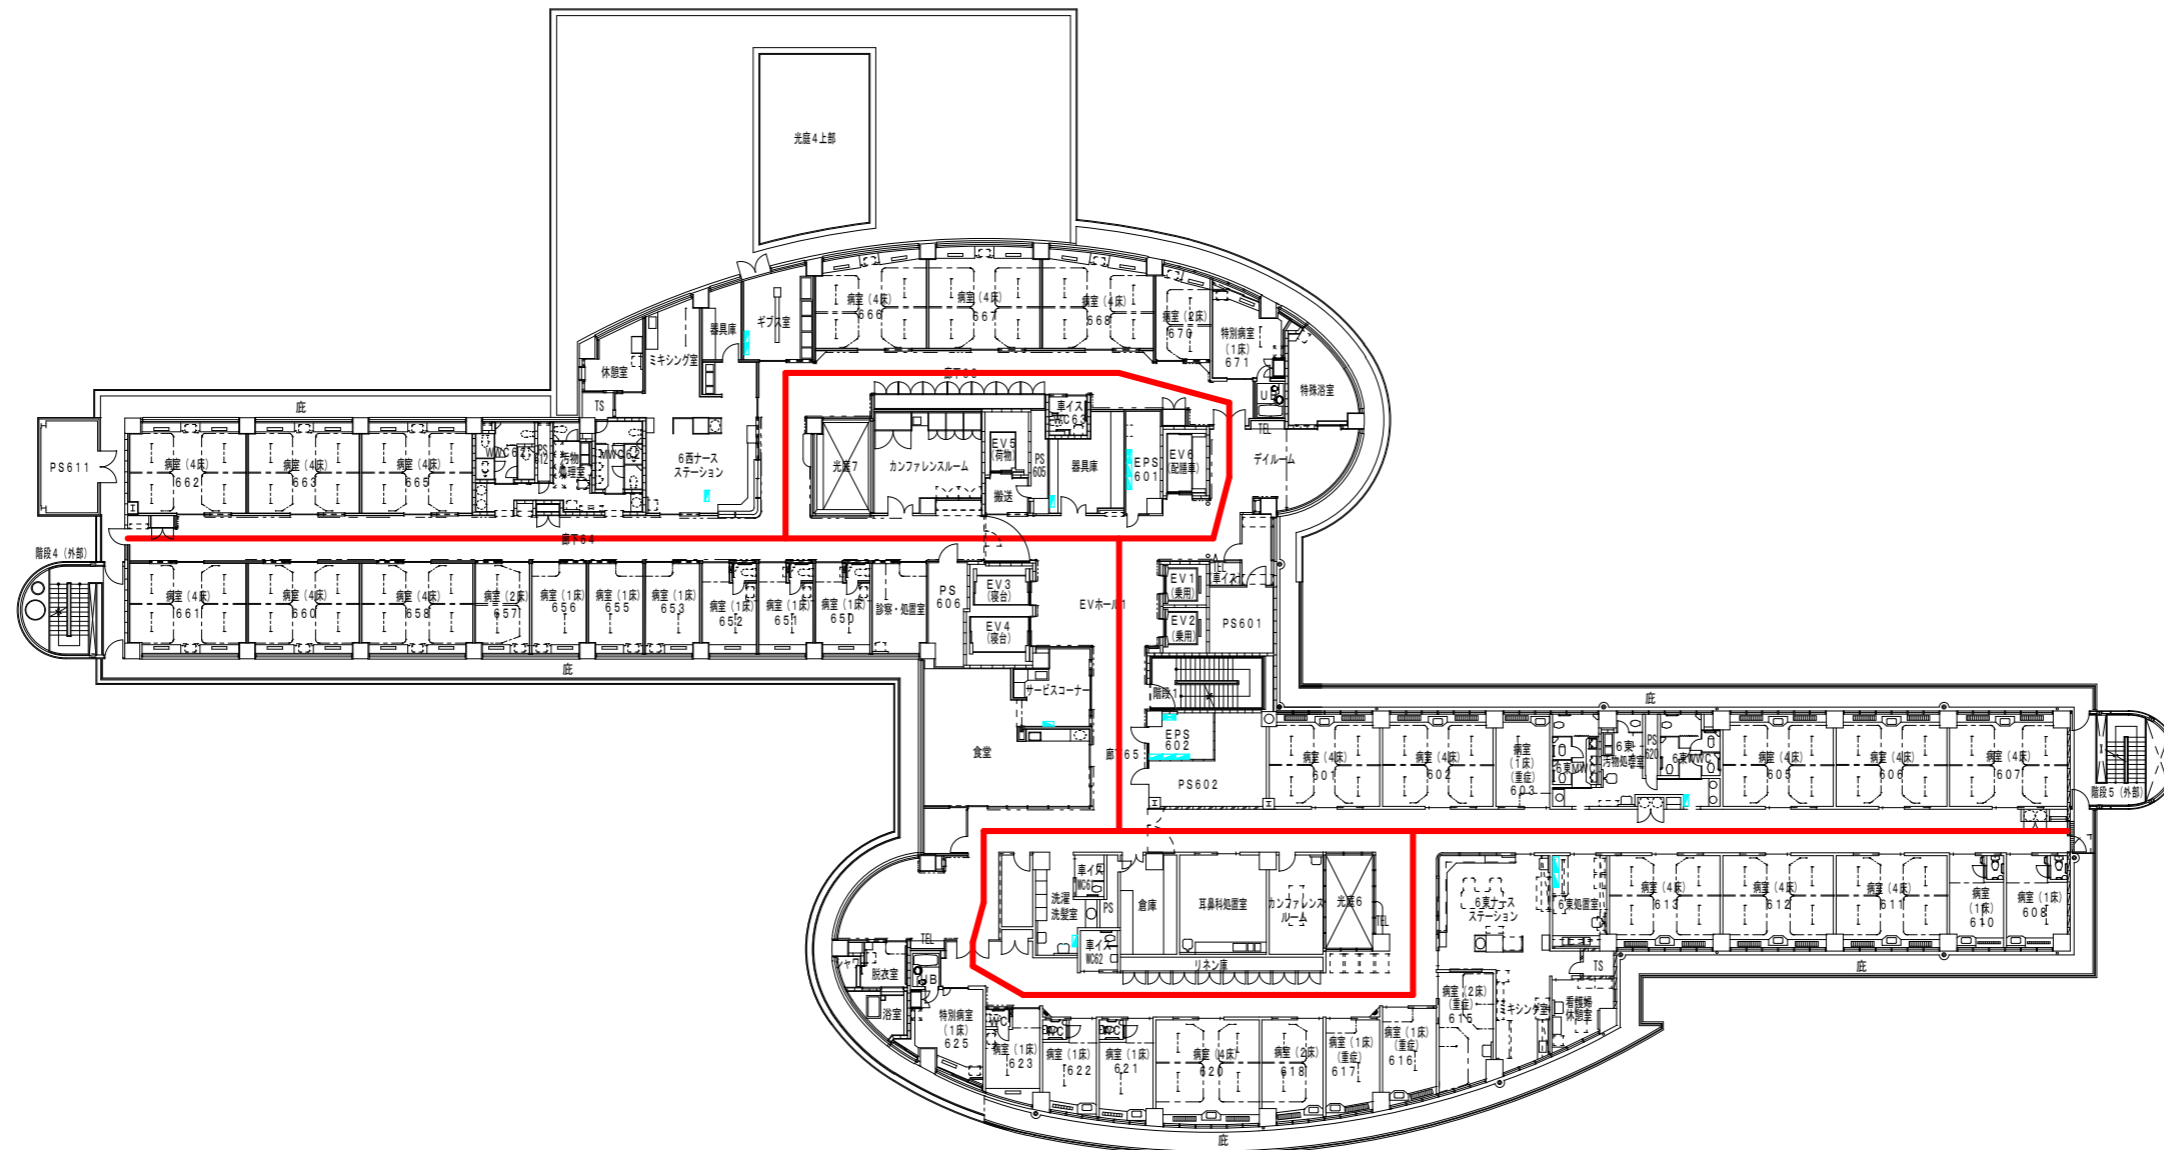 光庭4上部
病室（4床）
666
病室（4床）
667
病室（4床）
668
病室（2床）
670
特別病室
（1床）
671
特殊浴室
UB
TEL
デイルーム
器具庫
ギブス室
ミキシング室
休憩室
TS
6西ナース
ステーション
光庭7
カンファレンスルーム
EV5
（荷物）
搬送
PS
605
車イス
WC63
器具庫
EPS
601
EV6
（配膳車）
庇
PS611
病室（4床）
662
病室（4床）
663
病室（4床）
665
汚物
処理室
廊下64
階段4（外部）
病室（4床）
661
病室（4床）
660
病室（4床）
658
病室（2床）
657
病室（1床）
656
病室（1床）
655
病室（1床）
653
病室（1床）
652
病室（1床）
651
病室（1床）
650
診察・処置室
PS
606
EV3
（寝台）
EV4
（寝台）
EVホール1
EV1
（乗用）
EV2
（乗用）
PS601
庇
サービスコーナー
食堂
階段1
EPS
602
PS602
庇
病室（4床）
601
病室（4床）
602
病室
（1床）
（重症）
603
6東
汚物処理室
PS
620
6東WWC
病室（4床）
605
病室（4床）
606
病室（4床）
607
階段5（外部）
洗濯
洗髪室
車イス
PS
車イス
WC62
倉庫
耳鼻科処置室
カンファレンス
ルーム
光庭6
TEL
リネン庫
6東ナース
ステーション
6東処置室
病室（4床）
613
病室（4床）
612
病室（4床）
611
病室
（1床）
610
病室（1床）
608
TS
庇
TEL
脱衣室
浴室
特別病室
（1床）
625
病室（1床）
623
病室（1床）
622
病室（1床）
621
病室（4床）
620
病室（2床）
618
病室（1床）
（重症）
617
病室（1床）
（重症）
616
病室（2床）
（重症）
615
ミキシング室
看護婦
休憩室
庇